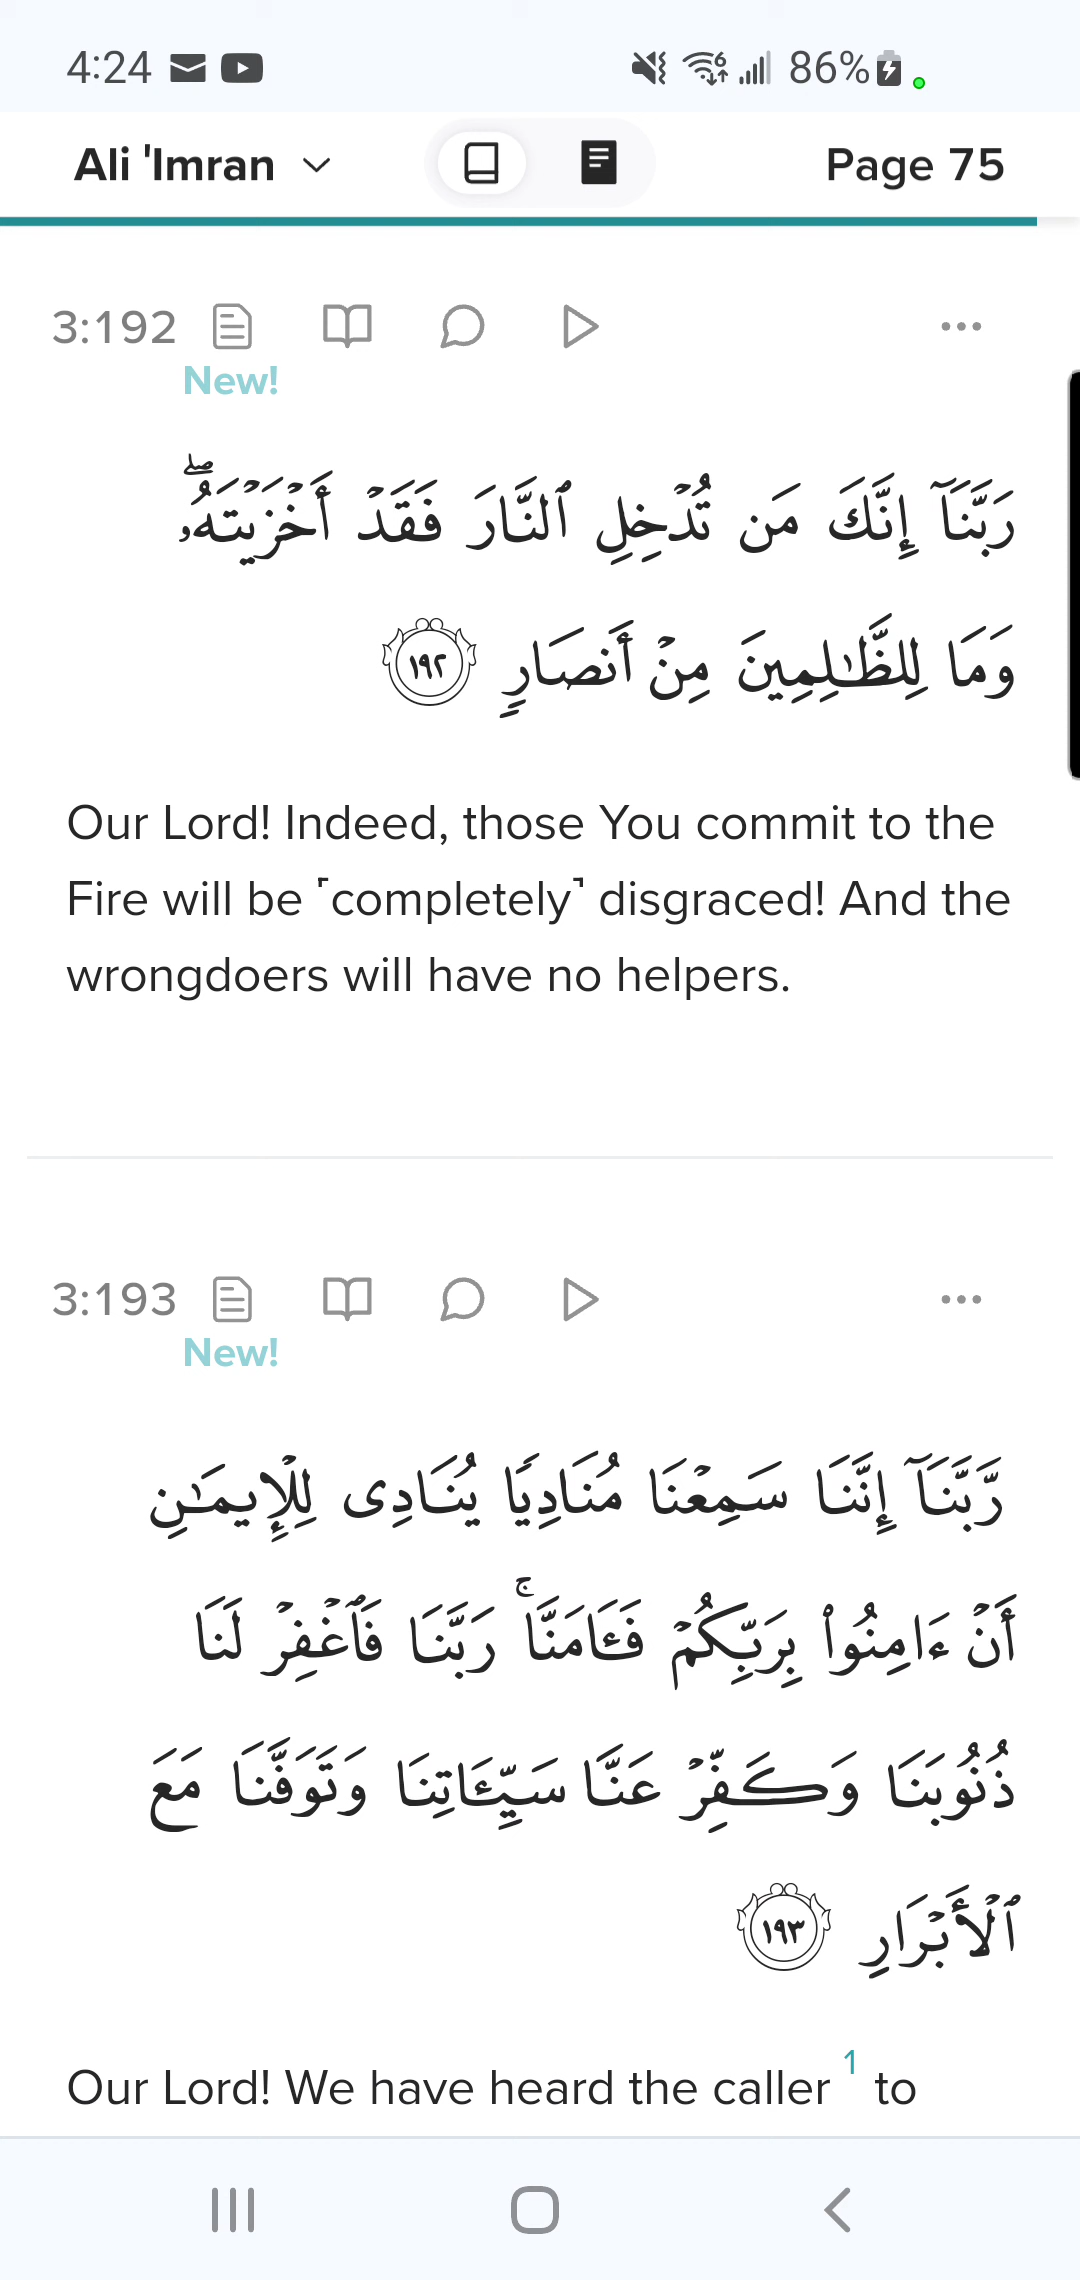 4:24 86%
Ali 'Imran Page 75
3:192
New!
رَبَّنَآ إِنَّكَ مَن تُدۡخِلِ ٱلنَّارَ فَقَدۡ أَخۡزَيۡتَهُۥۖ
وَمَا لِلظَّٰلِمِينَ مِنۡ أَنصَارٖ ١٩٢
Our Lord! Indeed, those You commit to the
Fire will be ˹completely˺ disgraced! And the
wrongdoers will have no helpers.
3:193
New!
رَّبَّنَآ إِنَّنَا سَمِعۡنَا مُنَادِيٗا يُنَادِي لِلۡإِيمَٰنِ
أَنۡ ءَامِنُواْ بِرَبِّكُمۡ فَـَٔامَنَّاۚ رَبَّنَا فَٱغۡفِرۡ لَنَا
ذُنُوبَنَا وَكَفِّرۡ عَنَّا سَيِّـَٔاتِنَا وَتَوَفَّنَا مَعَ
ٱلۡأَبۡرَارِ ١٩٣
Our Lord! We have heard the caller 1 to